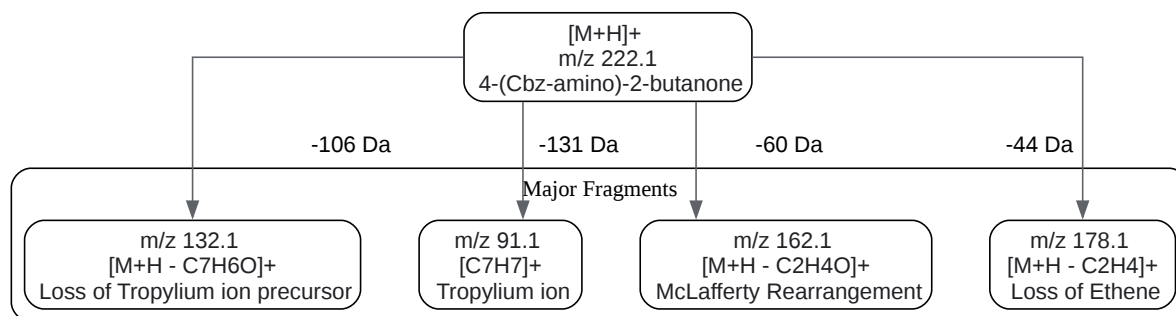 [M+H]+
m/z 222.1
4-(Cbz-amino)-2-butanone
-106 Da
-131 Da
-60 Da
-44 Da
Major Fragments
m/z 132.1
[M+H - C7H6O]+
Loss of Tropylium ion precursor
m/z 91.1
[C7H7]+
Tropylium ion
m/z 162.1
[M+H - C2H4O]+
McLafferty Rearrangement
m/z 178.1
[M+H - C2H4]+
Loss of Ethene